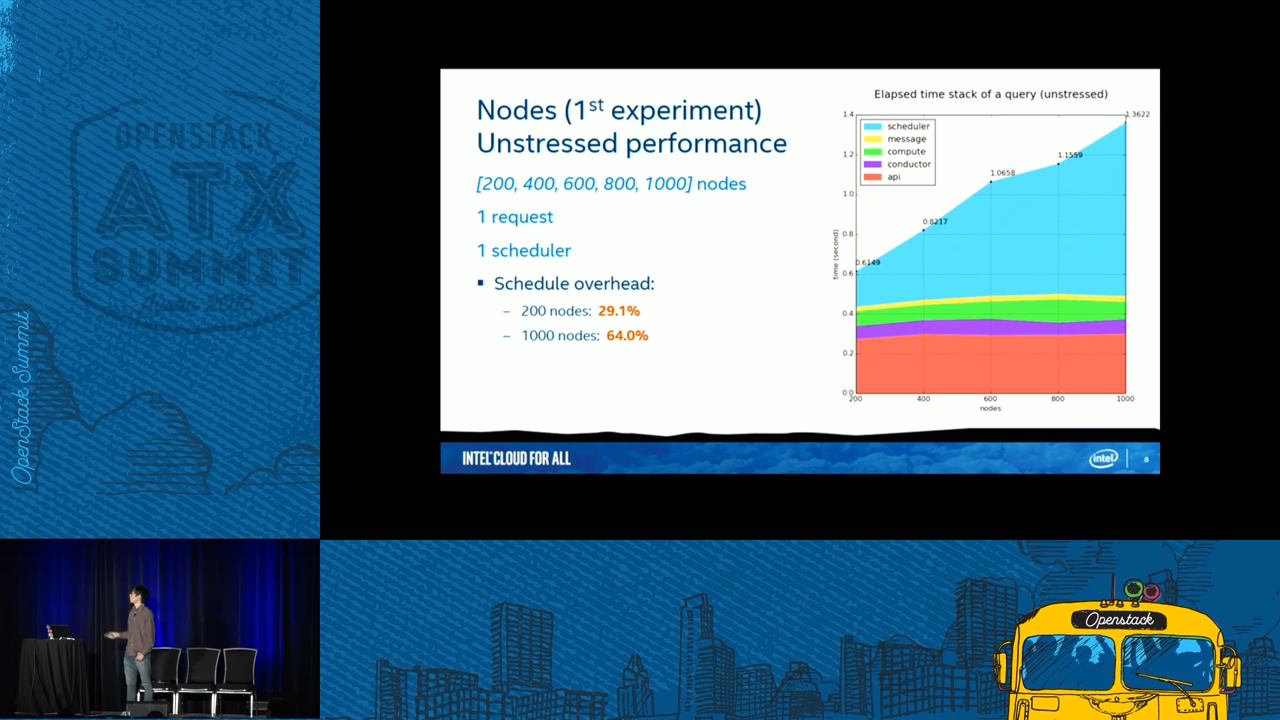 OPENSTACK
ATX
SUMMIT
OpenStack Summit
Nodes (1st experiment)
Unstressed performance
[200, 400, 600, 800, 1000] nodes
1 request
1 scheduler
▪ Schedule overhead:
– 200 nodes: 29.1%
– 1000 nodes: 64.0%
Elapsed time stack of a query (unstressed)
1.4
1.2
1.0
0.8
0.6
0.4
0.2
0.0
time (second)
scheduler
message
compute
conductor
api
0.6149
0.8217
1.0658
1.1559
1.3622
200 400 600 800 1000
nodes
INTEL® CLOUD FOR ALL
intel
8
Openstack